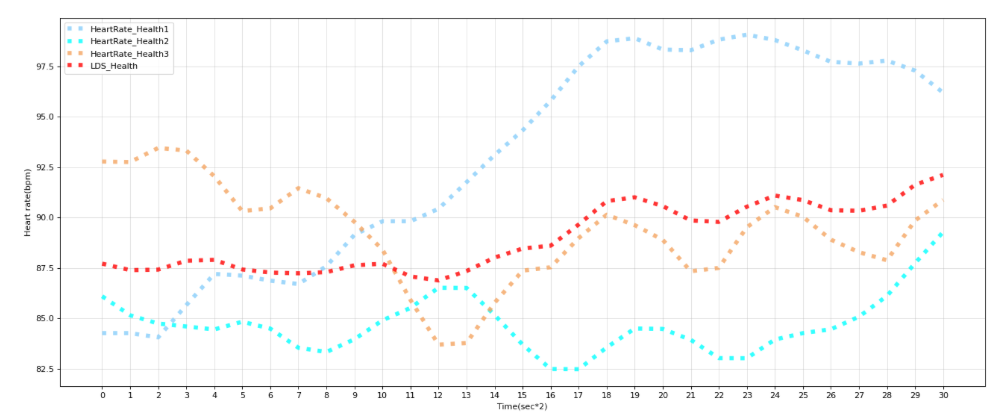 HeartRate_Health1
HeartRate_Health2
HeartRate_Health3
LDS_Health
Heart rate(bpm)
97.5
95.0
92.5
90.0
87.5
85.0
82.5
0 1 2 3 4 5 6 7 8 9 10 11 12 13 14 15 16 17 18 19 20 21 22 23 24 25 26 27 28 29 30
Time(sec*2)